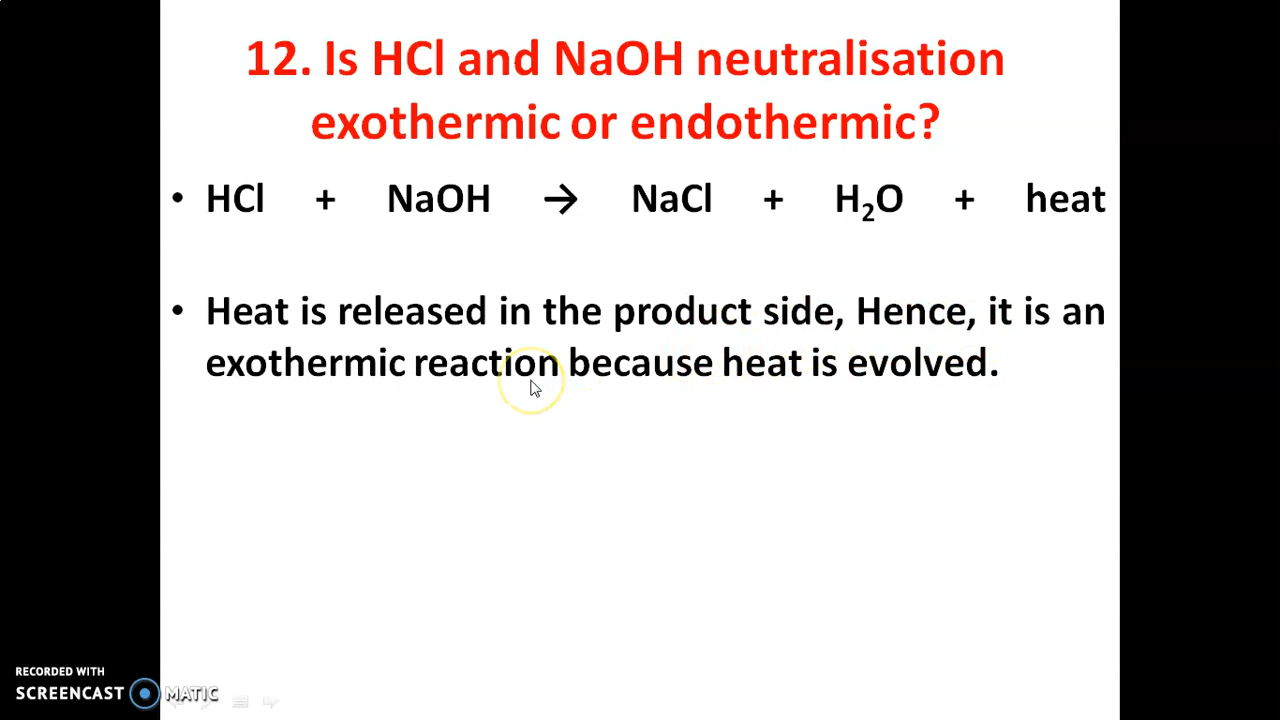 12. Is HCl and NaOH neutralisation
exothermic or endothermic?
• HCl + NaOH → NaCl + H₂O + heat
• Heat is released in the product side, Hence, it is an
exothermic reaction because heat is evolved.
RECORDED WITH
SCREENCAST MATIC